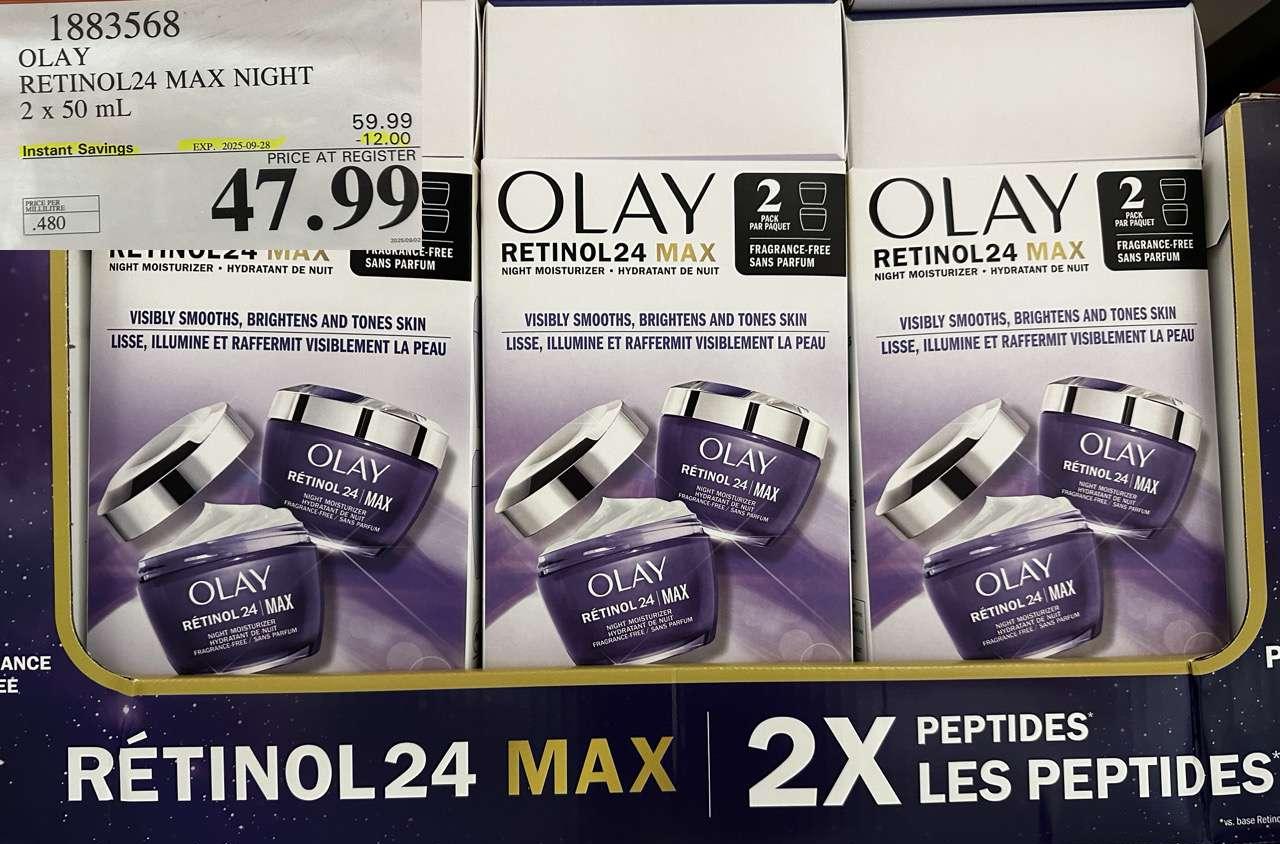 1883568
OLAY
RETINOL24 MAX NIGHT
2 x 50 mL
59.99
Instant Savings EXP. 2025-09-28 -12.00
PRICE AT REGISTER
47.99
PRICE PER
MILLILITRE
.480
RETINOL24 MAX
NIGHT MOISTURIZER • HYDRATANT DE NUIT
FRAGRANCE-FREE
SANS PARFUM
VISIBLY SMOOTHS, BRIGHTENS AND TONES SKIN
LISSE, ILLUMINE ET RAFFERMIT VISIBLEMENT LA PEAU
OLAY
RÉTINOL 24 | MAX
NIGHT MOISTURIZER
HYDRATANT DE NUIT
FRAGRANCE-FREE / SANS PARFUM
OLAY
RÉTINOL 24 | MAX
NIGHT MOISTURIZER
HYDRATANT DE NUIT
FRAGRANCE-FREE / SANS PARFUM
OLAY
RETINOL24 MAX
NIGHT MOISTURIZER • HYDRATANT DE NUIT
2
PACK
PAR PAQUET
FRAGRANCE-FREE
SANS PARFUM
VISIBLY SMOOTHS, BRIGHTENS AND TONES SKIN
LISSE, ILLUMINE ET RAFFERMIT VISIBLEMENT LA PEAU
OLAY
RÉTINOL 24 | MAX
NIGHT MOISTURIZER
HYDRATANT DE NUIT
FRAGRANCE-FREE / SANS PARFUM
OLAY
RÉTINOL 24 | MAX
NIGHT MOISTURIZER
HYDRATANT DE NUIT
FRAGRANCE-FREE / SANS PARFUM
OLAY
RETINOL24 MAX
NIGHT MOISTURIZER • HYDRATANT DE NUIT
2
PACK
PAR PAQUET
FRAGRANCE-FREE
SANS PARFUM
VISIBLY SMOOTHS, BRIGHTENS AND TONES SKIN
LISSE, ILLUMINE ET RAFFERMIT VISIBLEMENT LA PEAU
OLAY
RÉTINOL 24 | MAX
NIGHT MOISTURIZER
HYDRATANT DE NUIT
FRAGRANCE-FREE / SANS PARFUM
OLAY
RÉTINOL 24 | MAX
NIGHT MOISTURIZER
HYDRATANT DE NUIT
FRAGRANCE-FREE / SANS PARFUM
RÉTINOL24 MAX | 2X PEPTIDES*
LES PEPTIDES*
*vs. base